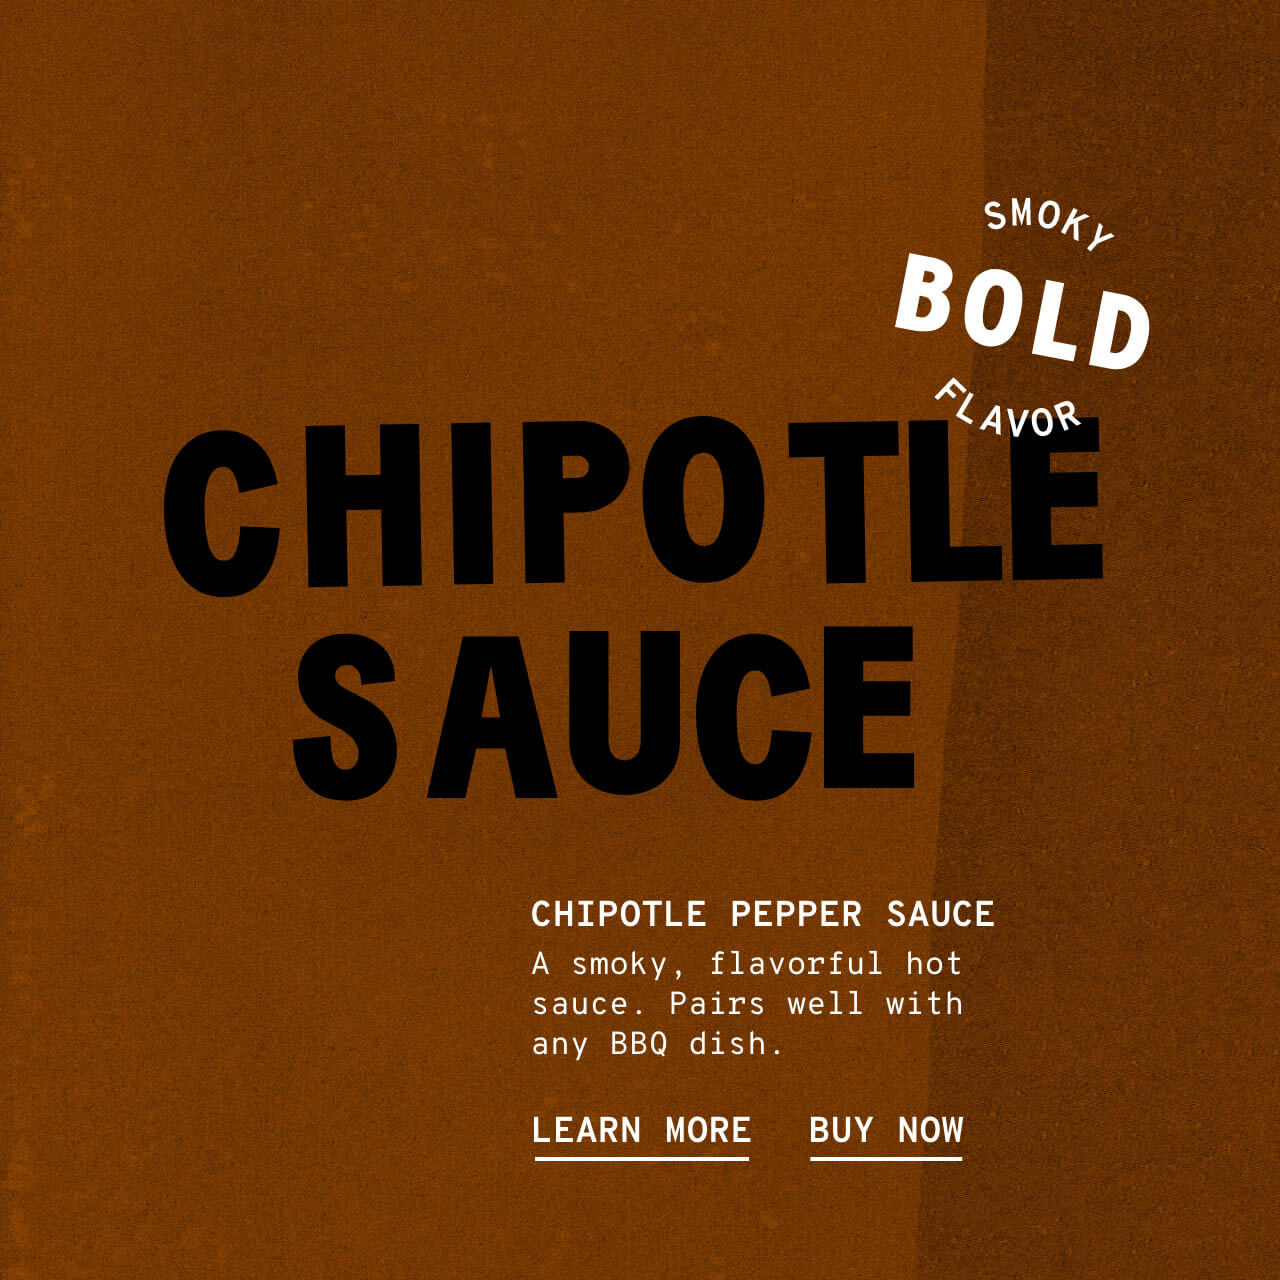 SMOKY
BOLD
FLAVOR
CHIPOTLE
SAUCE
CHIPOTLE PEPPER SAUCE
A smoky, flavorful hot
sauce. Pairs well with
any BBQ dish.
LEARN MORE BUY NOW